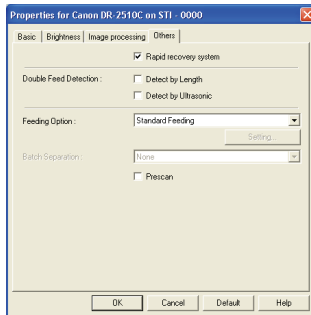 Properties for Canon DR-2510C on STI - 0000
Basic Brightness Image processing Others
Rapid recovery system
Double Feed Detection : Detect by Length
Detect by Ultrasonic
Feeding Option : Standard Feeding
Setting...
Batch Separation : None
Prescan
OK Cancel Default Help